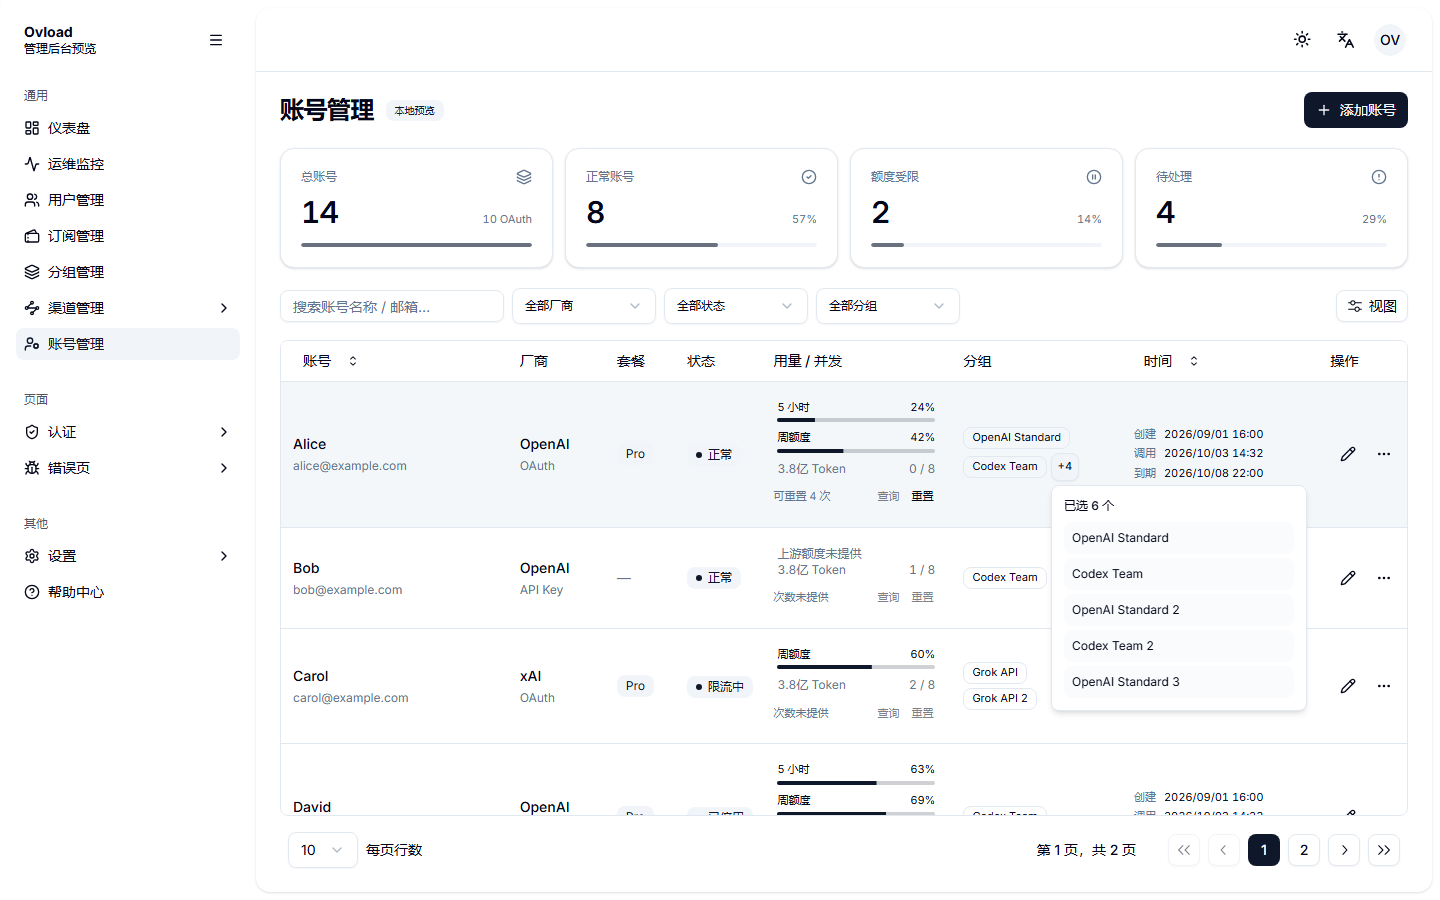 Ovload
管理后台预览
通用
仪表盘
运维监控
用户管理
订阅管理
分组管理
渠道管理
账号管理
页面
认证
错误页
其他
设置
帮助中心
OV
账号管理 本地预览
添加账号
总账号
14 10 OAuth
正常账号
8 57%
额度受限
2 14%
待处理
4 29%
搜索账号名称 / 邮箱...
全部厂商
全部状态
全部分组
视图
账号 厂商 套餐 状态 用量 / 并发 分组 时间 操作
Alice
alice@example.com
OpenAI
OAuth
Pro
正常
5 小时 24%
周额度 42%
3.8亿 Token 0 / 8
可重置 4 次 查询 重置
OpenAI Standard
Codex Team +4
创建 2026/09/01 16:00
调用 2026/10/03 14:32
到期 2026/10/08 22:00
已选 6 个
OpenAI Standard
Codex Team
OpenAI Standard 2
Codex Team 2
OpenAI Standard 3
Bob
bob@example.com
OpenAI
API Key
—
正常
上游额度未提供
3.8亿 Token 1 / 8
次数未提供 查询 重置
Codex Team
Carol
carol@example.com
xAI
OAuth
Pro
限流中
周额度 60%
3.8亿 Token 2 / 8
次数未提供 查询 重置
Grok API
Grok API 2
David
OpenAI
5 小时 63%
周额度 69%
创建 2026/09/01 16:00
10 每页行数
第 1 页，共 2 页
1 2